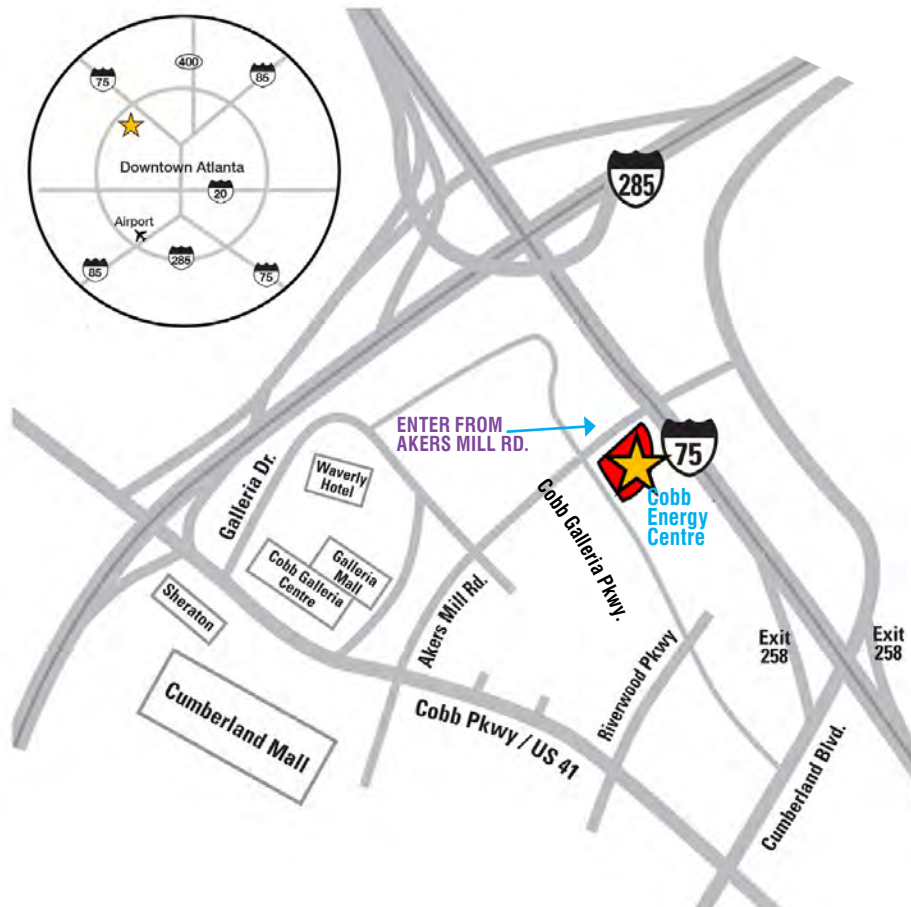 400
75
85
Downtown Atlanta
20
Airport
85
285
75
285
ENTER FROM
AKERS MILL RD.
75
Waverly
Hotel
Galleria Dr.
Cobb
Energy
Centre
Cobb Galleria Pkwy.
Galleria
Mall
Cobb Galleria
Centre
Sheraton
Akers Mill Rd.
Riverwood Pkwy
Exit
258
Exit
258
Cumberland Mall
Cobb Pkwy / US 41
Cumberland Blvd.